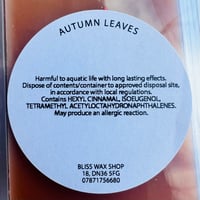 AUTUMN LEAVES
Harmful to aquatic life with long lasting effects.
Dispose of contents/container to approved disposal site,
in accordance with local regulations.
Contains HEXYL CINNAMAL, ISOEUGENOL,
TETRAMETHYL ACETYLOCTAHYDRONAPHTHALENES.
May produce an allergic reaction.
BLISS WAX SHOP
18, DN36 5FG
07871756680